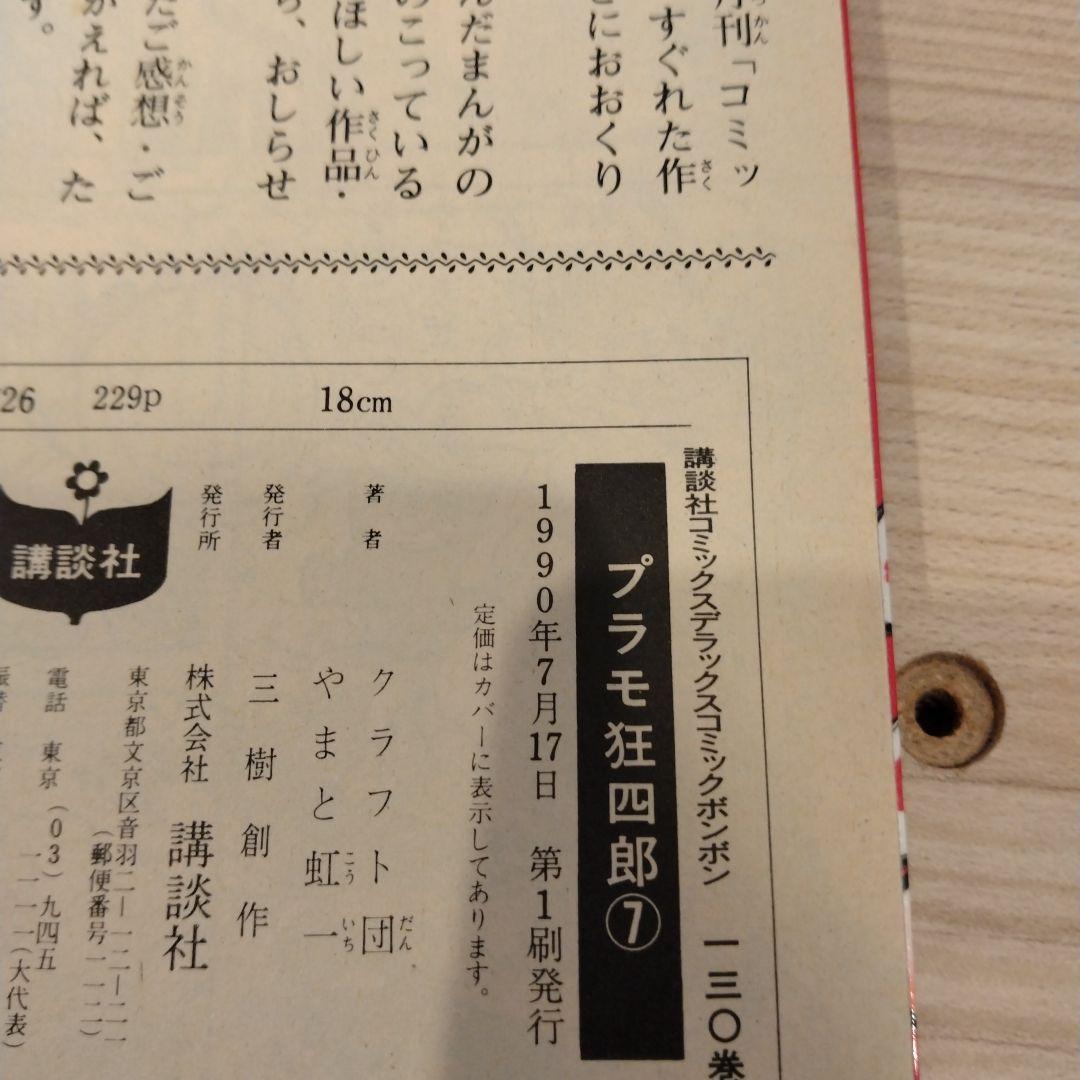 刊「コミッ
すぐれた作
におおくり
んだまんがの
のこっている
ほしい作品・
ら、おしらせ
だご感想・ご
かえれば、た
す。
26 229p 18cm
講談社コミックスデラックスコミックボンボン 一三〇巻
プラモ狂四郎⑦
1990年7月17日 第1刷発行
定価はカバーに表示してあります。
著者 クラフト団
やまと虹一
発行者 三樹創作
発行所 株式会社 講談社
東京都文京区音羽二―一二―二一
(郵便番号一一二)
電話 東京(03)九四五
一一一一(大代表)
講談社